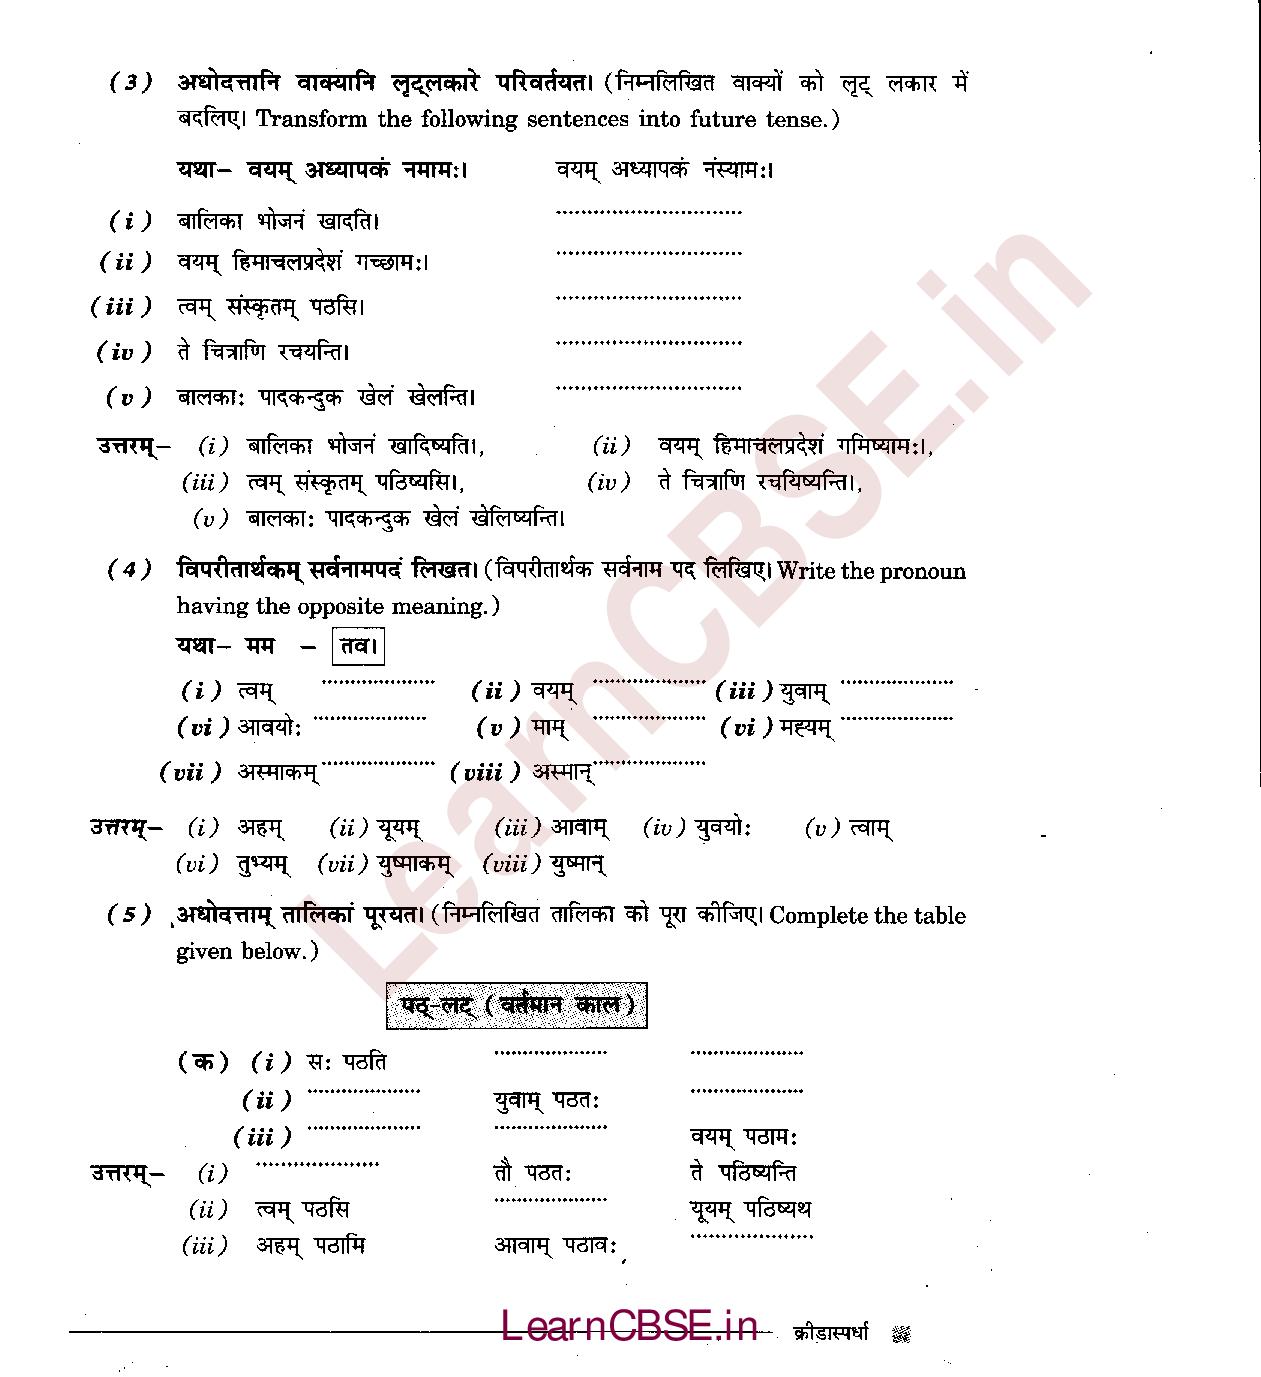 (3) अधोदत्तानि वाक्यानि लृट्लकारे परिवर्तयत। (निम्नलिखित वाक्यों को लृट् लकार में
बदलिए। Transform the following sentences into future tense.)
यथा– वयम् अध्यापकं नमामः। वयम् अध्यापकं नंस्यामः।
(i) बालिका भोजनं खादति। ..............................
(ii) वयम् हिमाचलप्रदेशं गच्छामः। ..............................
(iii) त्वम् संस्कृतम् पठसि। ..............................
(iv) ते चित्राणि रचयन्ति। ..............................
(v) बालकाः पादकन्दुक खेलं खेलन्ति। ..............................
उत्तरम्– (i) बालिका भोजनं खादिष्यति।, (ii) वयम् हिमाचलप्रदेशं गमिष्यामः।,
(iii) त्वम् संस्कृतम् पठिष्यसि।, (iv) ते चित्राणि रचयिष्यन्ति।,
(v) बालकाः पादकन्दुक खेलं खेलिष्यन्ति।
(4) विपरीतार्थकम् सर्वनामपदं लिखत। (विपरीतार्थक सर्वनाम पद लिखिए। Write the pronoun
having the opposite meaning.)
यथा– मम – तव।
(i) त्वम् .................... (ii) वयम् .................... (iii) युवाम् ....................
(vi) आवयोः .................... (v) माम् .................... (vi) मह्यम् ....................
(vii) अस्माकम् .................... (viii) अस्मान् ....................
उत्तरम्– (i) अहम् (ii) यूयम् (iii) आवाम् (iv) युवयोः (v) त्वाम्
(vi) तुभ्यम् (vii) युष्माकम् (viii) युष्मान्
(5) अधोदत्ताम् तालिकां पूरयत। (निम्नलिखित तालिका को पूरा कीजिए। Complete the table
given below.)
पठ्-लट् (वर्तमान काल)
(क) (i) सः पठति .................... ....................
(ii) .................... युवाम् पठतः ....................
(iii) .................... .................... वयम् पठामः
उत्तरम्– (i) .................... तौ पठतः ते पठिष्यन्ति
(ii) त्वम् पठसि .................... यूयम् पठिष्यथ
(iii) अहम् पठामि आवाम् पठावः ....................
LearnCBSE.in
LearnCBSE.in क्रीडास्पर्धा